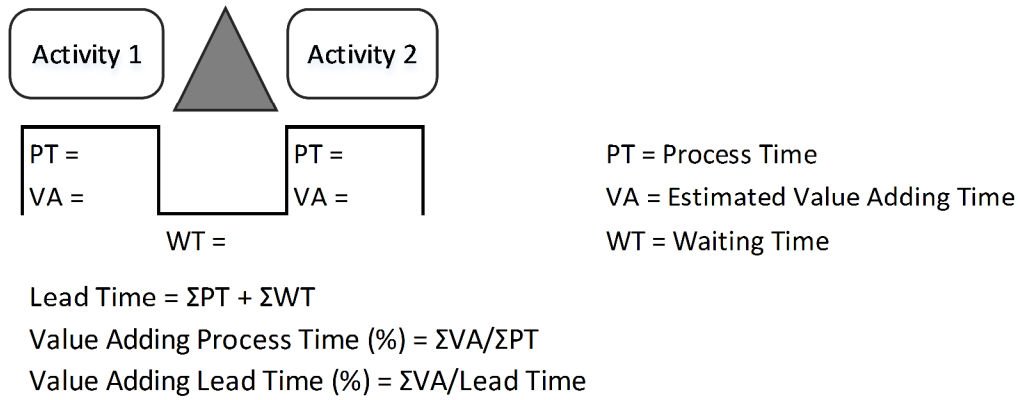 Activity 1
Activity 2
PT =
VA =
PT =
VA =
WT =
PT = Process Time
VA = Estimated Value Adding Time
WT = Waiting Time
Lead Time = ΣPT + ΣWT
Value Adding Process Time (%) = ΣVA/ΣPT
Value Adding Lead Time (%) = ΣVA/Lead Time